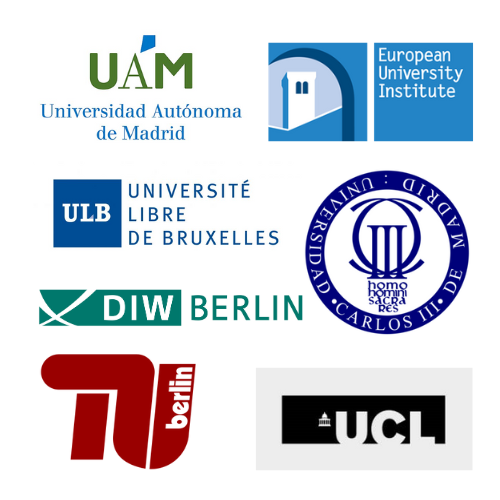 UAM
Universidad Autónoma
de Madrid
European
University
Institute
ULB
UNIVERSITÉ
LIBRE
DE BRUXELLES
UNIVERSIDAD · CARLOS III · DE MADRID :
homo
homini
sacra
res
DIW BERLIN
TU
berlin
UCL